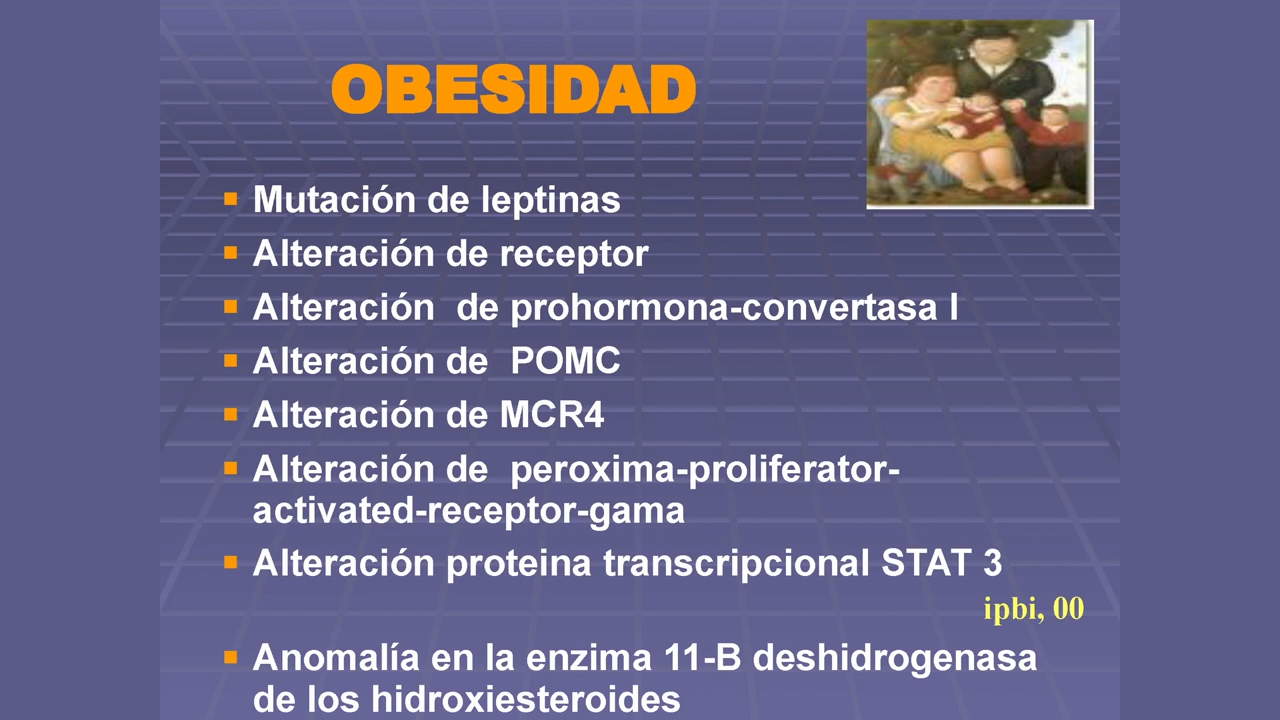 OBESIDAD
Mutación de leptinas
Alteración de receptor
Alteración  de prohormona-convertasa I
Alteración de  POMC
Alteración de MCR4
Alteración de  peroxima-proliferator-
activated-receptor-gama
Alteración proteina transcripcional STAT 3
ipbi, 00
Anomalía en la enzima 11-B deshidrogenasa
de los hidroxiesteroides